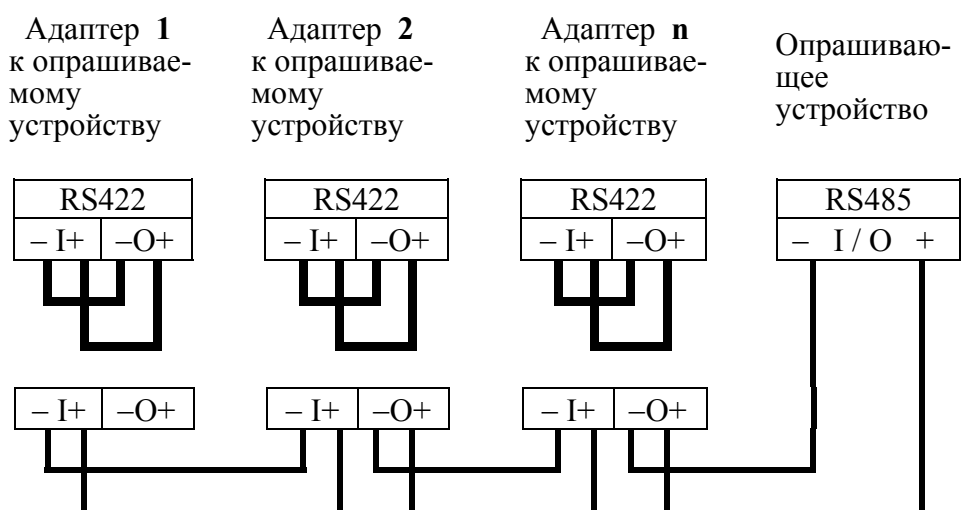 Адаптер 1
к опрашивае-
мому
устройству
Адаптер 2
к опрашивае-
мому
устройству
Адаптер n
к опрашивае-
мому
устройству
Опрашиваю-
щее
устройство
RS422
– I+ –O+
RS422
– I+ –O+
RS422
– I+ –O+
RS485
– I / O +
– I+ –O+
– I+ –O+
– I+ –O+